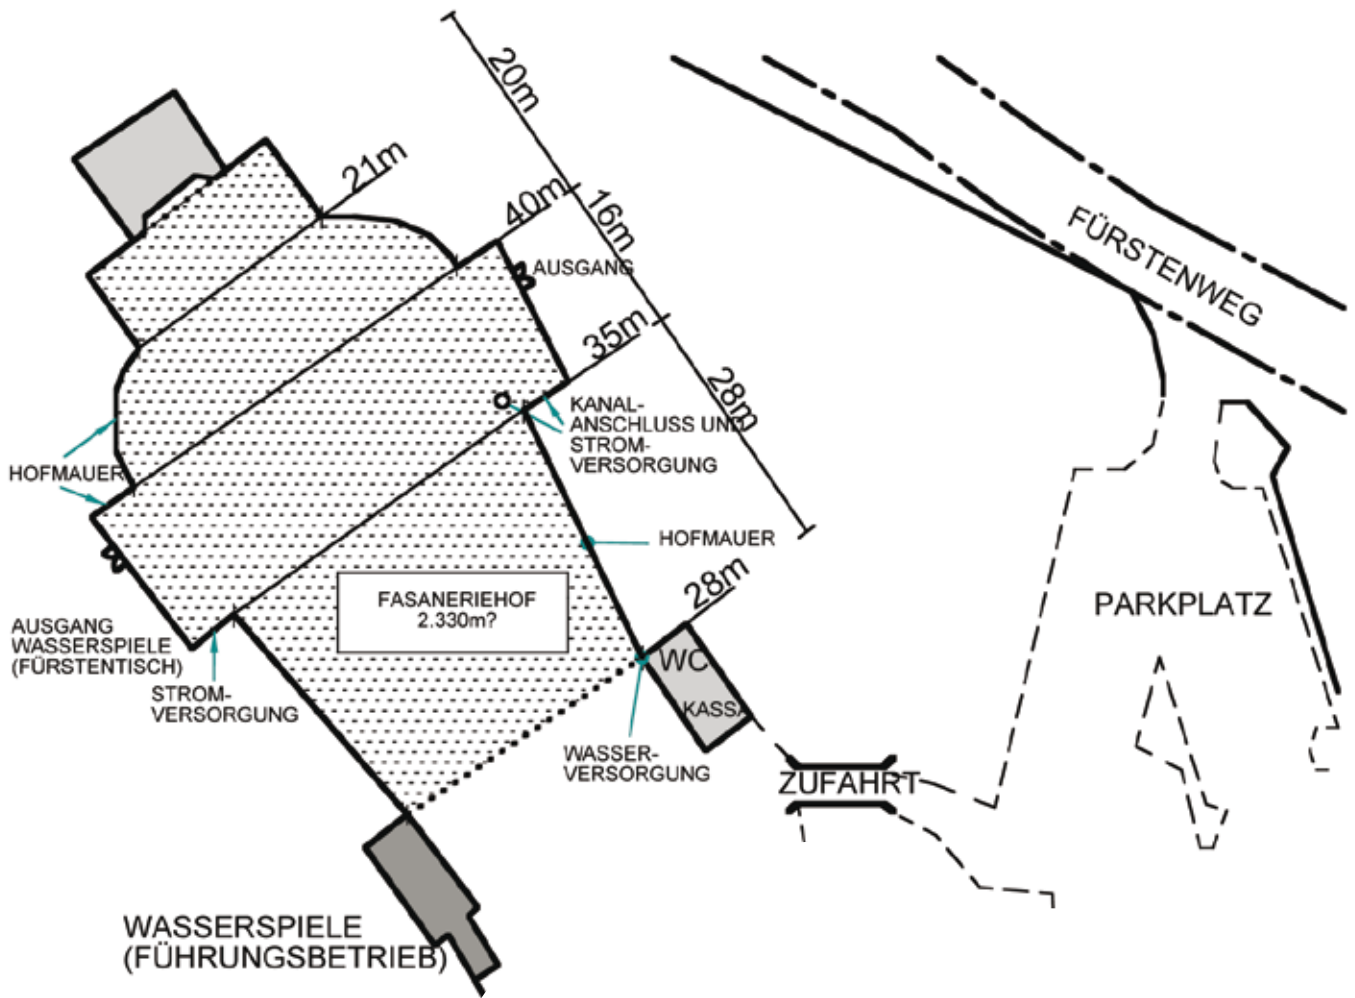 20m
21m
40m
16m
AUSGANG
FÜRSTENWEG
35m
28m
KANAL-
ANSCHLUSS UND
STROM-
VERSORGUNG
HOFMAUER
HOFMAUER
28m
FASANERIEHOF
2.330m?
PARKPLATZ
AUSGANG
WASSERSPIELE
(FÜRSTENTISCH)
WC
STROM-
VERSORGUNG
KASSA
WASSER-
VERSORGUNG
ZUFAHRT
WASSERSPIELE
(FÜHRUNGSBETRIEB)